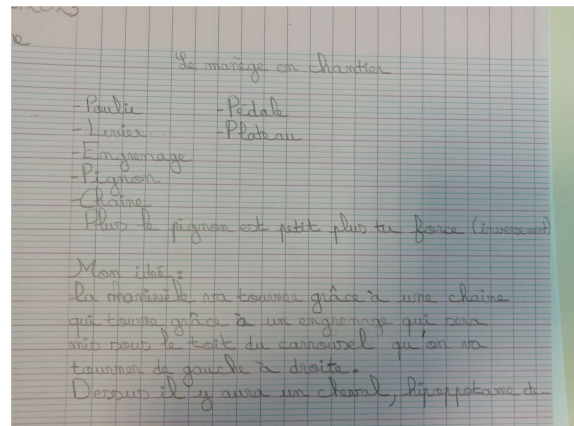 Le manège en chantier
- Poulie
- Pédale
- Levier
- Plateau
- Engrenage
- Pignon
- Chaîne
Plus le pignon est petit plus tu force (inversement)
Mon idée :
La manivelle va tourner grâce à une chaine
qui tourne grâce à un engrenage qui sera
mis sous le toit du carrousel qu'on va
tourner de gauche à droite.
Dessus il y aura un cheval, hipoppotame etc...